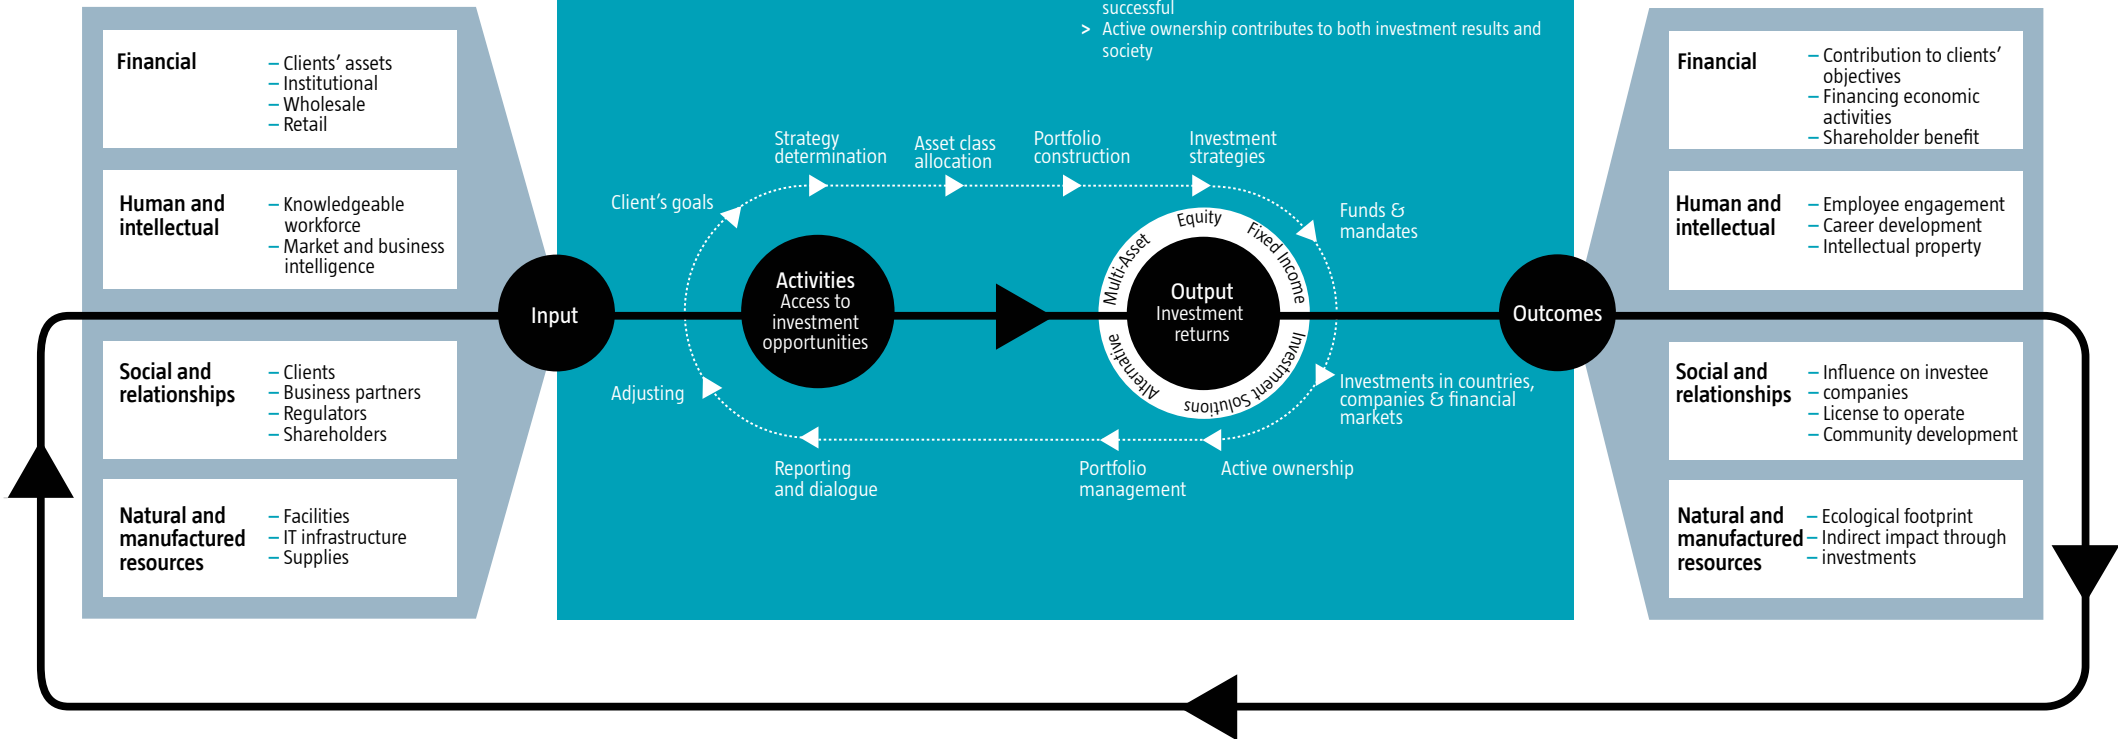 successful
> Active ownership contributes to both investment results and
society
Financial
– Clients’ assets
– Institutional
– Wholesale
– Retail
Human and
intellectual
– Knowledgeable
workforce
– Market and business
intelligence
Social and
relationships
– Clients
– Business partners
– Regulators
– Shareholders
Natural and
manufactured
resources
– Facilities
– IT infrastructure
– Supplies
Input
Client’s goals
Strategy
determination
Asset class
allocation
Portfolio
construction
Investment
strategies
Funds &
mandates
Investments in countries,
companies & financial
markets
Active ownership
Portfolio
management
Reporting
and dialogue
Adjusting
Activities
Access to
investment
opportunities
Multi-Asset
Equity
Fixed Income
Investment Solutions
Alternative
Output
Investment
returns
Outcomes
Financial
– Contribution to clients’
objectives
– Financing economic
activities
– Shareholder benefit
Human and
intellectual
– Employee engagement
– Career development
– Intellectual property
Social and
relationships
– Influence on investee
– companies
– License to operate
– Community development
Natural and
manufactured
resources
– Ecological footprint
– Indirect impact through
– investments